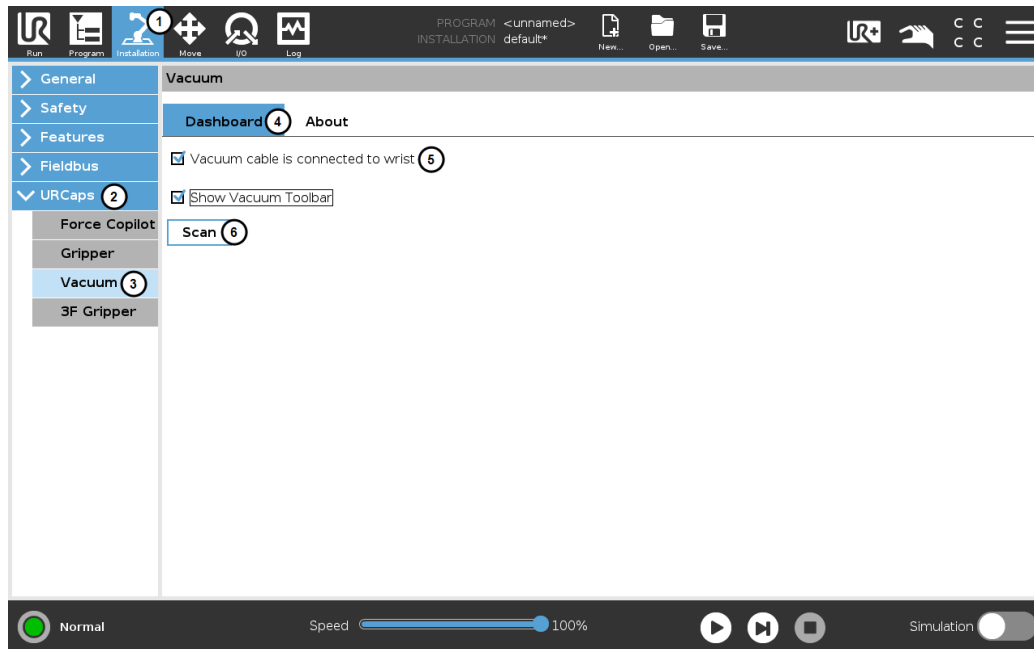 PROGRAM <unnamed>
INSTALLATION default*
Run Program Installation Move I/O Log New... Open... Save...
UR+
C C
C C
1
General
Safety
Features
Fieldbus
URCaps 2
Force Copilot
Gripper
Vacuum 3
3F Gripper
Vacuum
Dashboard 4 About
Vacuum cable is connected to wrist 5
Show Vacuum Toolbar
Scan 6
Normal Speed 100% Simulation